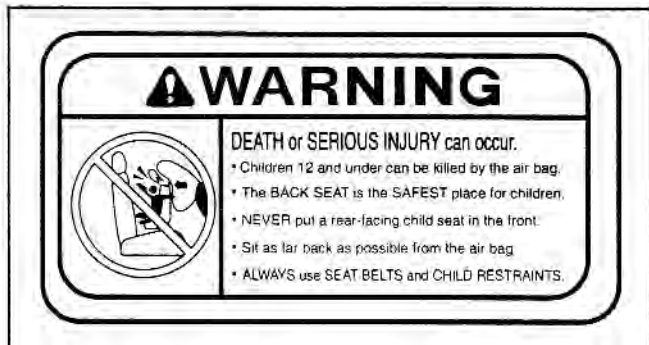 WARNING
DEATH or SERIOUS INJURY can occur.
• Children 12 and under can be killed by the air bag.
• The BACK SEAT is the SAFEST place for children.
• NEVER put a rear-facing child seat in the front.
• Sit as far back as possible from the air bag
• ALWAYS use SEAT BELTS and CHILD RESTRAINTS.